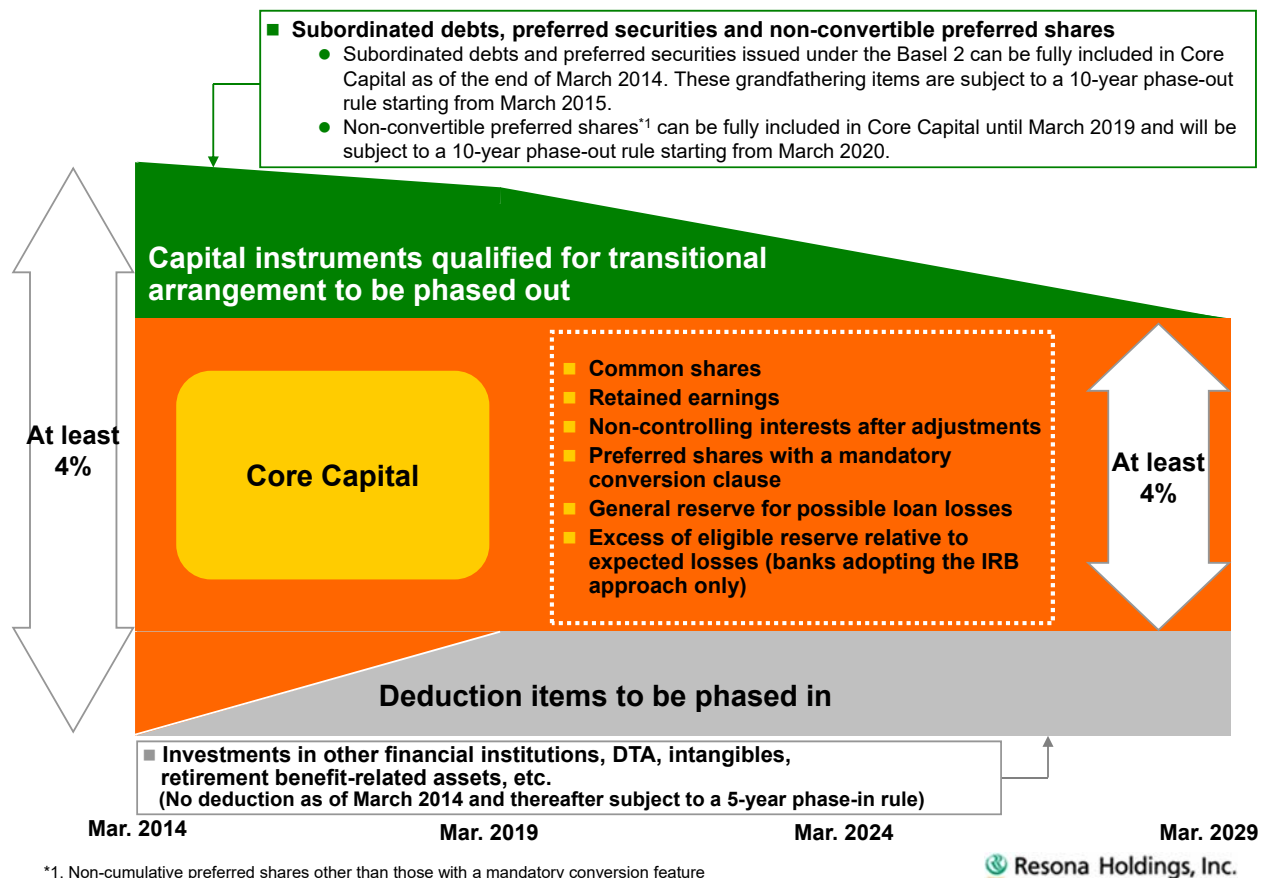 ■ Subordinated debts, preferred securities and non-convertible preferred shares
● Subordinated debts and preferred securities issued under the Basel 2 can be fully included in Core
Capital as of the end of March 2014. These grandfathering items are subject to a 10-year phase-out
rule starting from March 2015.
● Non-convertible preferred shares*1 can be fully included in Core Capital until March 2019 and will be
subject to a 10-year phase-out rule starting from March 2020.
Capital instruments qualified for transitional
arrangement to be phased out
At least
4%
Core Capital
■ Common shares
■ Retained earnings
■ Non-controlling interests after adjustments
■ Preferred shares with a mandatory
conversion clause
■ General reserve for possible loan losses
■ Excess of eligible reserve relative to
expected losses (banks adopting the IRB
approach only)
At least
4%
Deduction items to be phased in
■ Investments in other financial institutions, DTA, intangibles,
retirement benefit-related assets, etc.
(No deduction as of March 2014 and thereafter subject to a 5-year phase-in rule)
Mar. 2014
Mar. 2019
Mar. 2024
Mar. 2029
*1. Non-cumulative preferred shares other than those with a mandatory conversion feature
Resona Holdings, Inc.